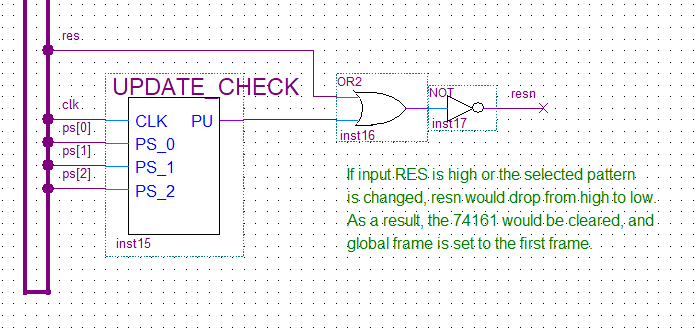 .res.
UPDATE_CHECK
OR2
NOT
.resn
.clk
CLK
PU
inst16
inst17
.ps[0]
PS_0
.ps[1]
PS_1
.ps[2]
PS_2
inst15
If input RES is high or the selected pattern
is changed, resn would drop from high to low.
As a result, the 74161 would be cleared, and
global frame is set to the first frame.